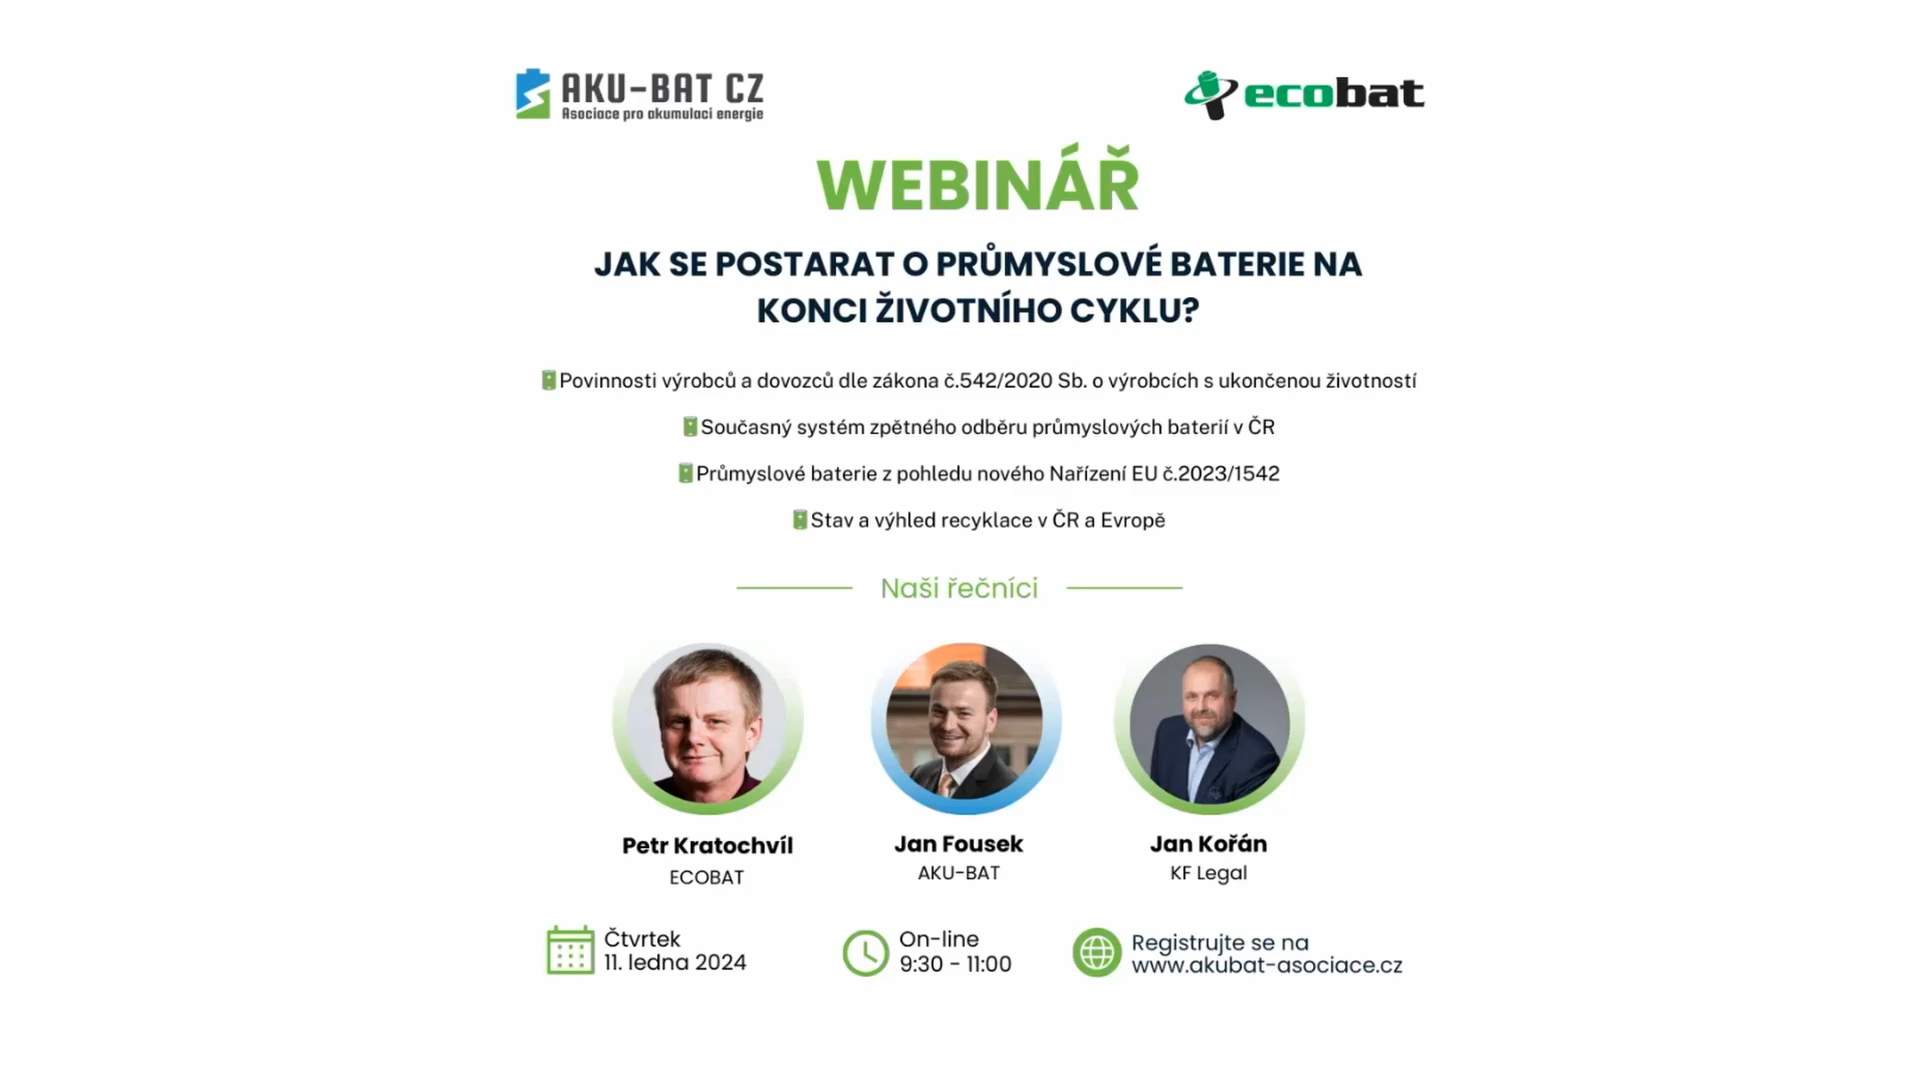 AKU-BAT CZ
Asociace pro akumulaci energie
ecobat
WEBINÁŘ
JAK SE POSTARAT O PRŮMYSLOVÉ BATERIE NA
KONCI ŽIVOTNÍHO CYKLU?
Povinnosti výrobců a dovozců dle zákona č.542/2020 Sb. o výrobcích s ukončenou životností
Současný systém zpětného odběru průmyslových baterií v ČR
Průmyslové baterie z pohledu nového Nařízení EU č.2023/1542
Stav a výhled recyklace v ČR a Evropě
Naši řečníci
Petr Kratochvíl
ECOBAT
Jan Fousek
AKU-BAT
Jan Kořán
KF Legal
Čtvrtek
11. ledna 2024
On-line
9:30 - 11:00
Registrujte se na
www.akubat-asociace.cz